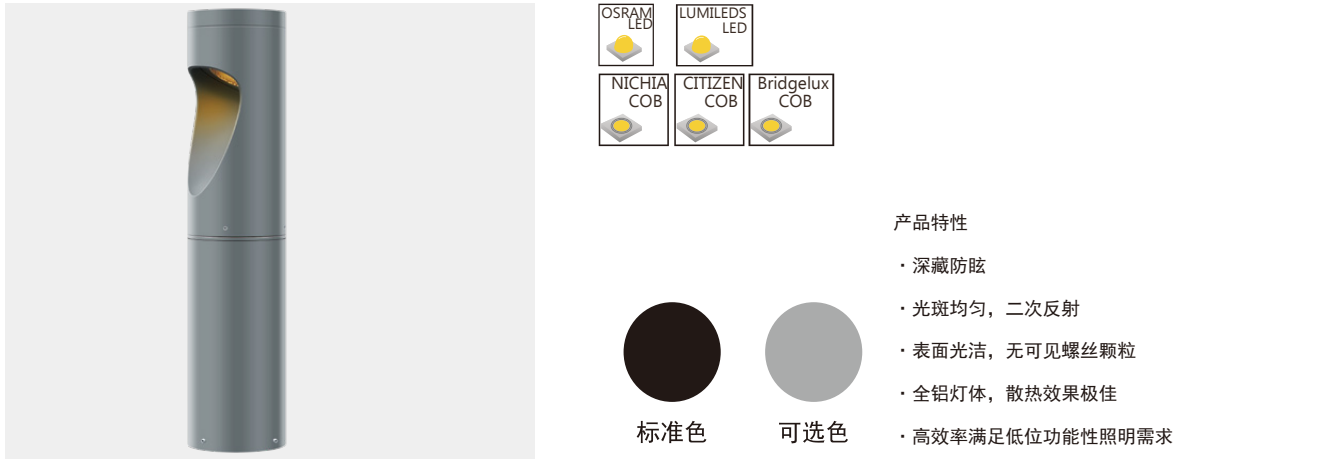 OSRAM
LED
LUMILEDS
LED
NICHIA
COB
CITIZEN
COB
Bridgelux
COB
产品特性
·深藏防眩
·光斑均匀，二次反射
·表面光洁，无可见螺丝颗粒
·全铝灯体，散热效果极佳
·高效率满足低位功能性照明需求
标准色
可选色